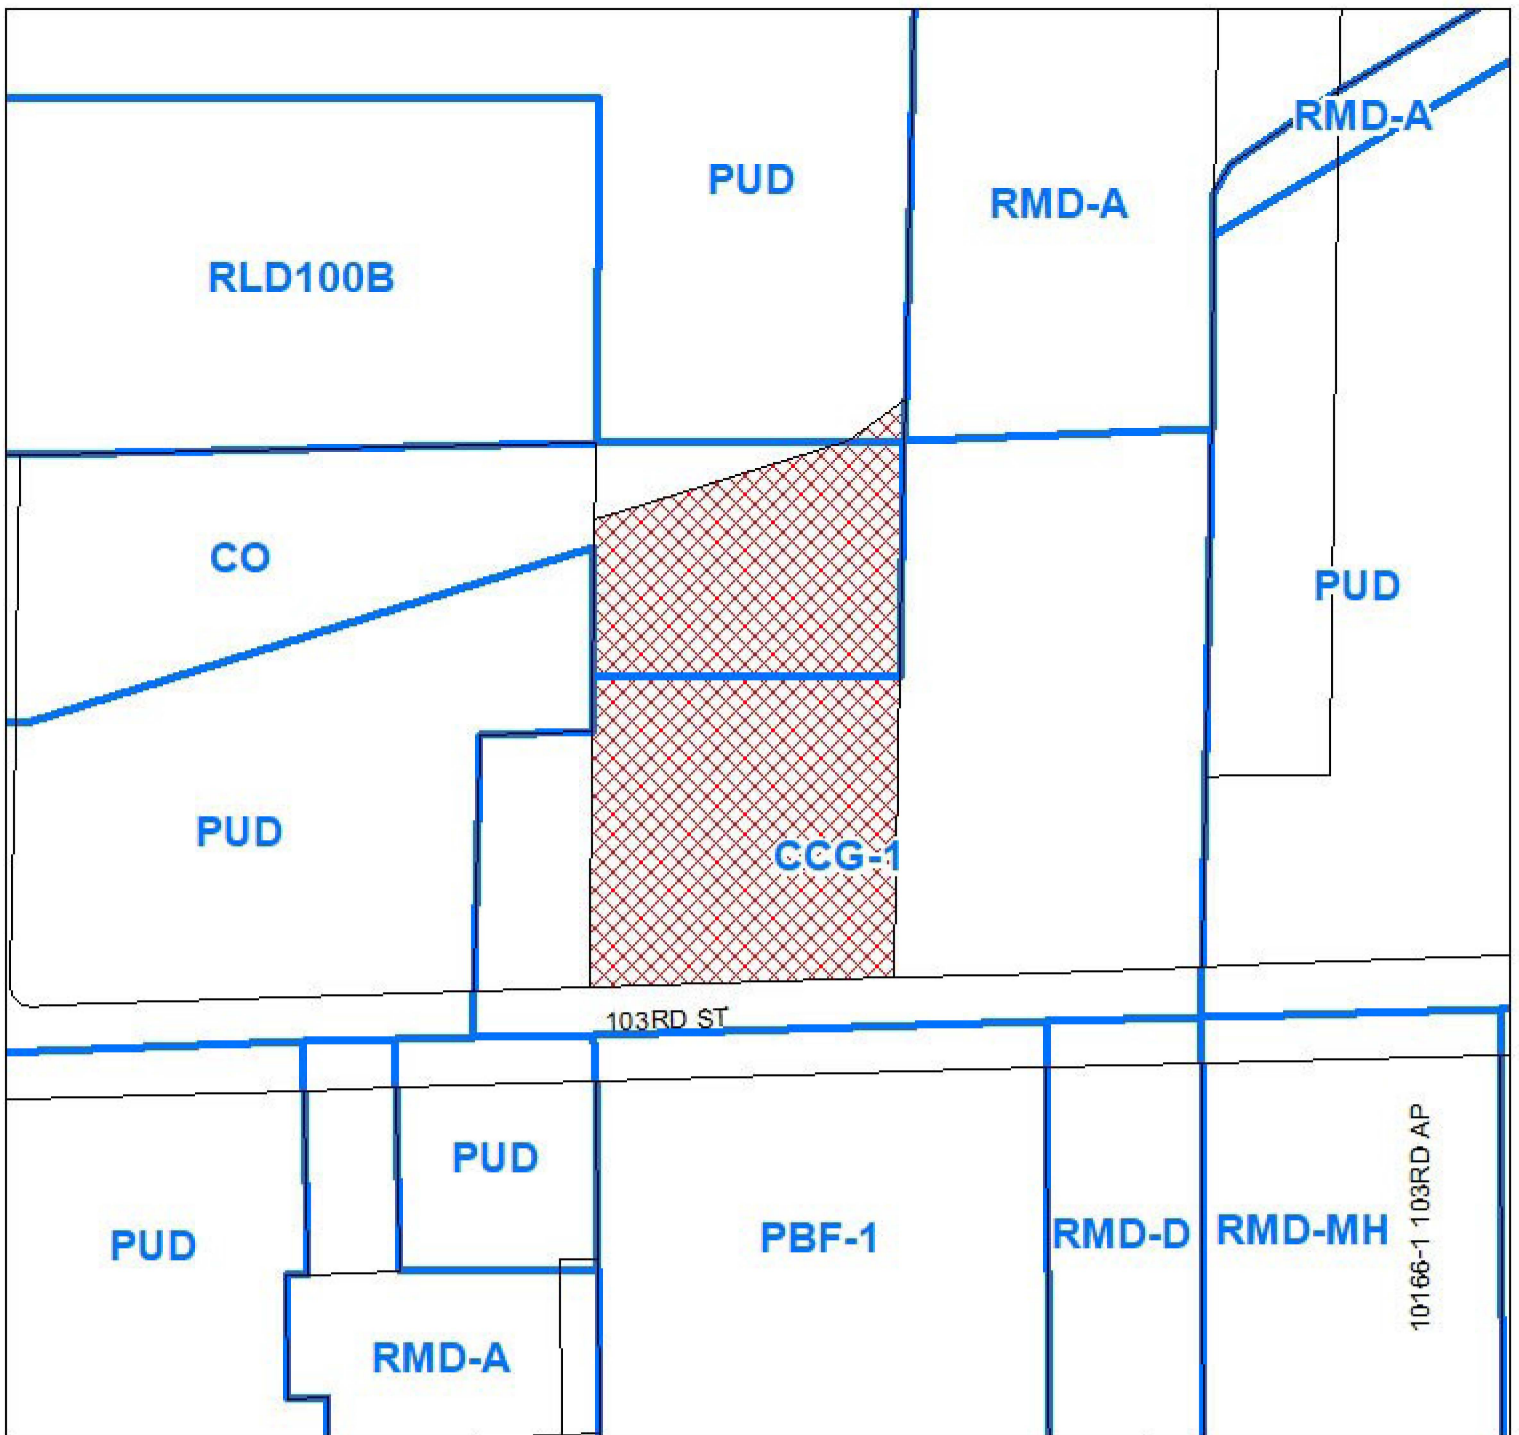 RMD-A
PUD
RMD-A
RLD100B
CO
PUD
PUD
CCG-1
103RD ST
PUD
PUD
PBF-1
RMD-D
RMD-MH
10166-1 103RD AP
RMD-A